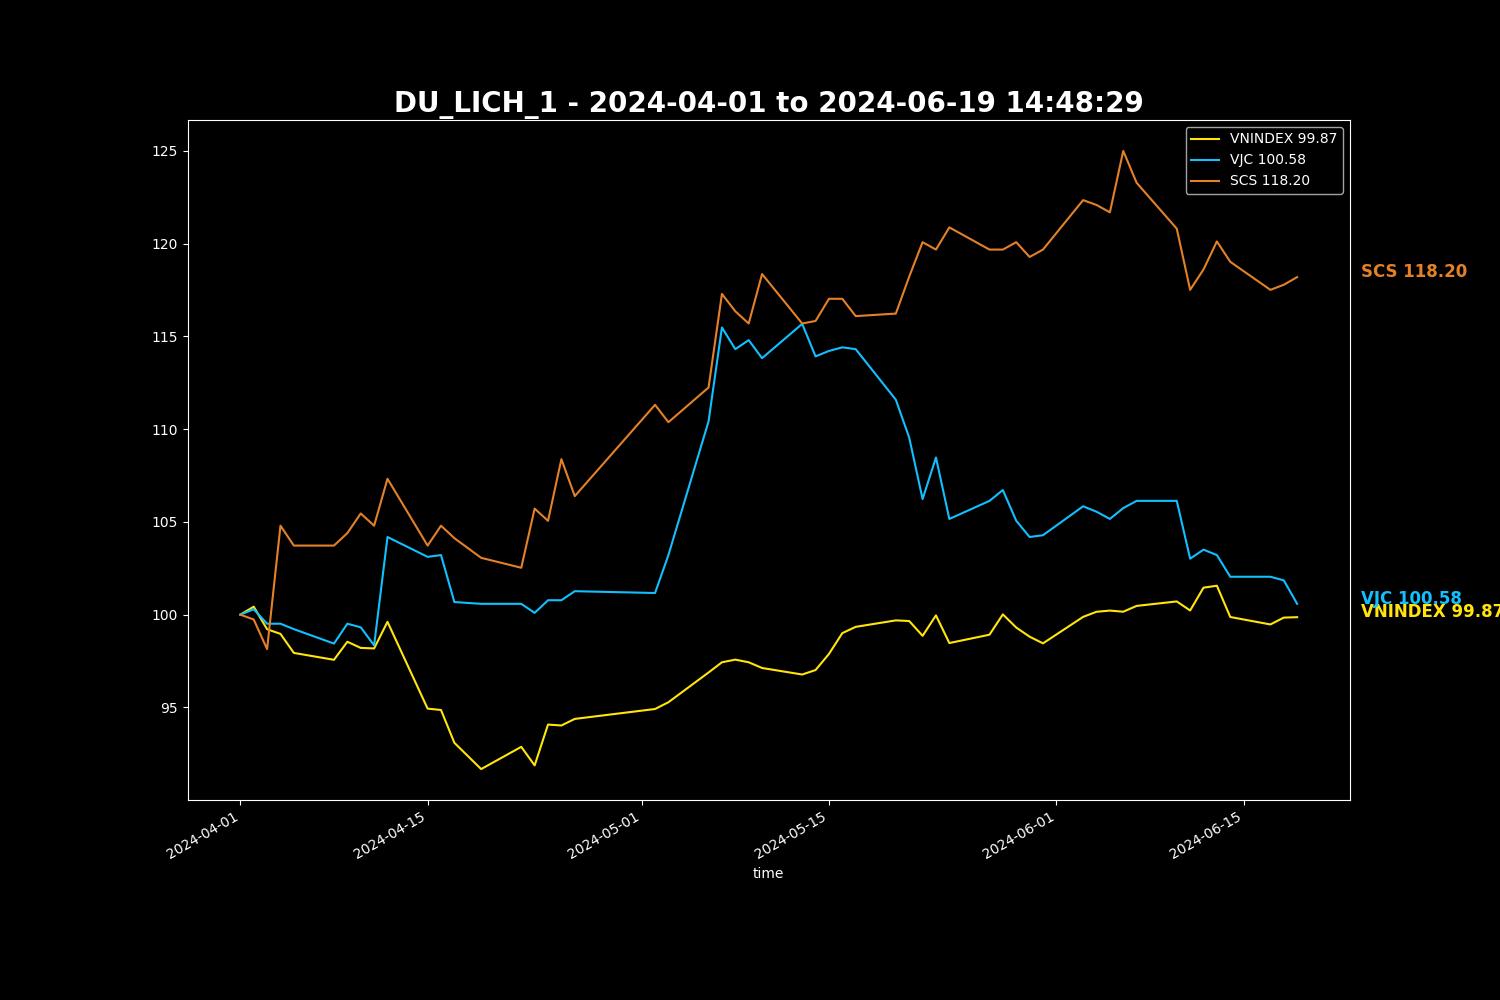 DU_LICH_1 - 2024-04-01 to 2024-06-19 14:48:29
VNINDEX 99.87
VJC 100.58
SCS 118.20
125
120
115
110
105
100
95
SCS 118.20
VJC 100.58
VNINDEX 99.87
2024-04-01
2024-04-15
2024-05-01
2024-05-15
2024-06-01
2024-06-15
time